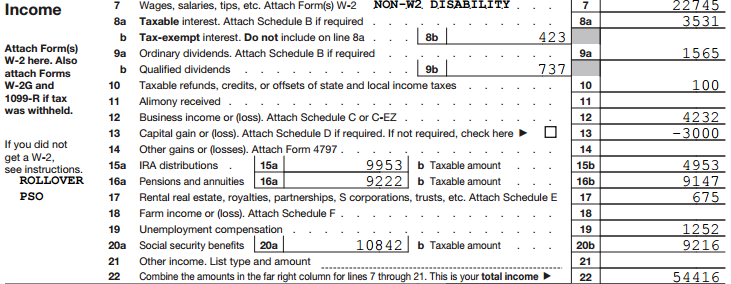 Income 7 Wages, salaries, tips, etc. Attach Form(s) W-2 NON-W2 DISABILITY . . . 7 22745
8a Taxable interest. Attach Schedule B if required . . . 8a 3531
b Tax-exempt interest. Do not include on line 8a . . . 8b 423
Attach Form(s) W-2 here. Also attach Forms W-2G and 1099-R if tax was withheld.
9a Ordinary dividends. Attach Schedule B if required . . . 9a 1565
b Qualified dividends . . . 9b 737
10 Taxable refunds, credits, or offsets of state and local income taxes . . . 10 100
11 Alimony received . . . 11
12 Business income or (loss). Attach Schedule C or C-EZ . . . 12 4232
13 Capital gain or (loss). Attach Schedule D if required. If not required, check here ▶ ☐ 13 -3000
If you did not get a W-2, see instructions.
14 Other gains or (losses). Attach Form 4797 . . . 14
15a IRA distributions . 15a 9953 b Taxable amount . . . 15b 4953
ROLLOVER
16a Pensions and annuities 16a 9222 b Taxable amount . . . 16b 9147
PSO
17 Rental real estate, royalties, partnerships, S corporations, trusts, etc. Attach Schedule E 17 675
18 Farm income or (loss). Attach Schedule F . . . 18
19 Unemployment compensation . . . 19 1252
20a Social security benefits 20a 10842 b Taxable amount . . . 20b 9216
21 Other income. List type and amount 21
22 Combine the amounts in the far right column for lines 7 through 21. This is your total income ▶ 22 54416